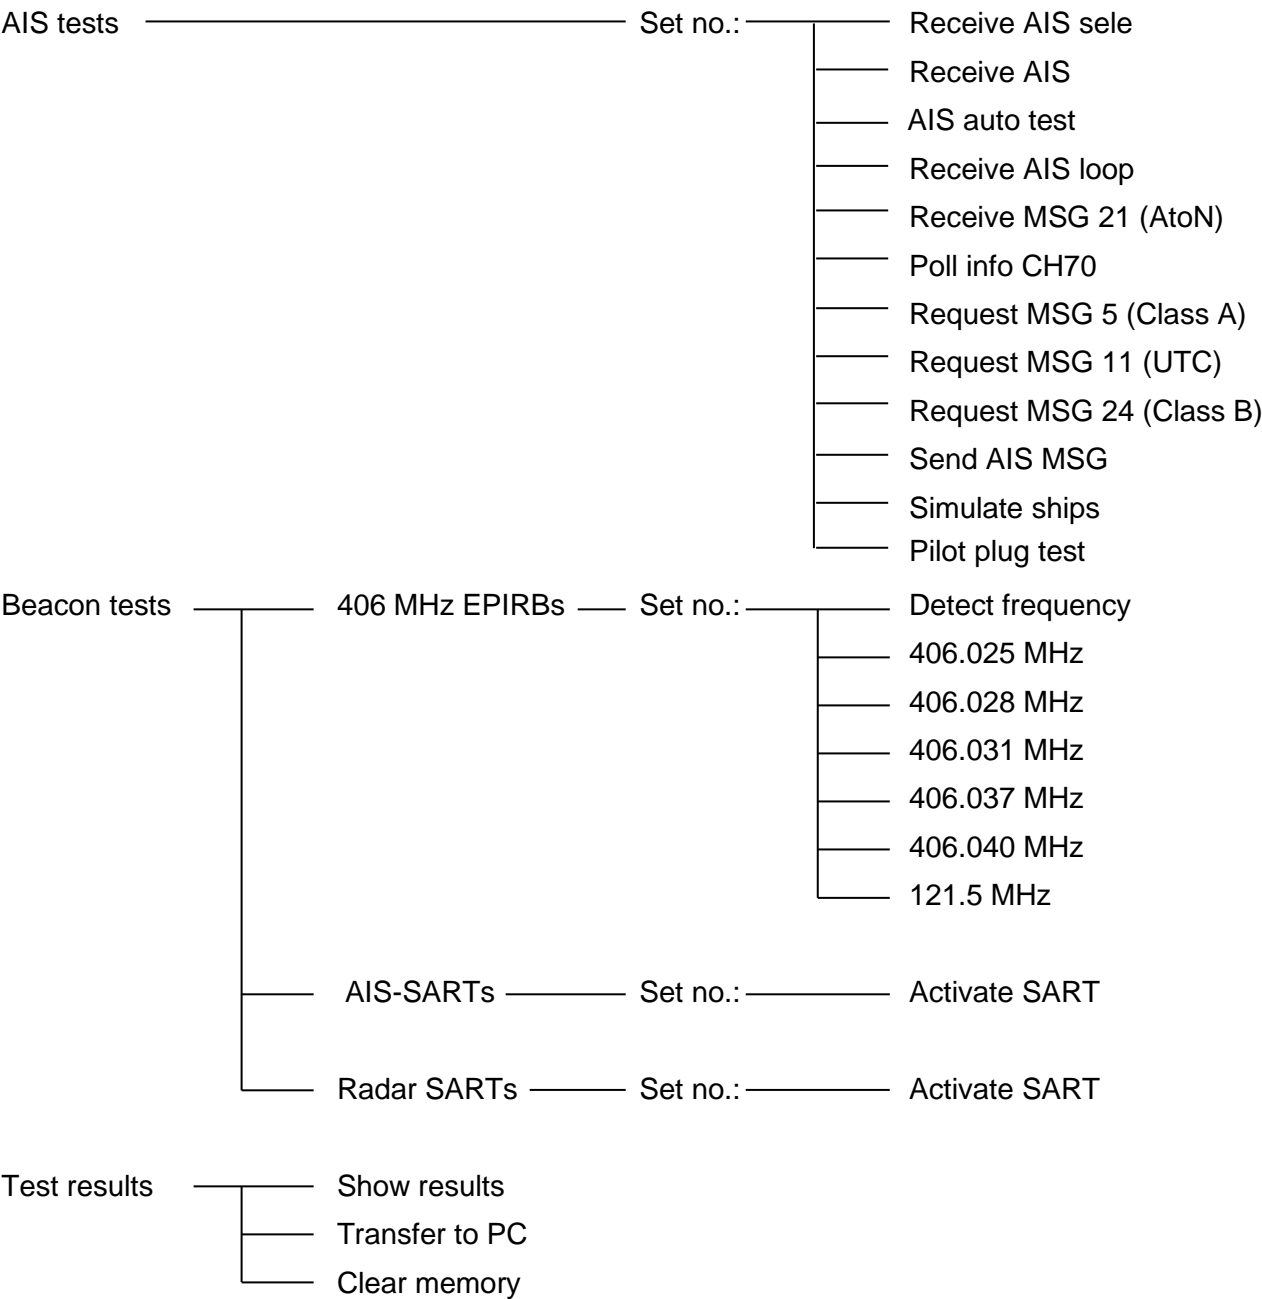 AIS tests Set no.: Receive AIS sele
Receive AIS
AIS auto test
Receive AIS loop
Receive MSG 21 (AtoN)
Poll info CH70
Request MSG 5 (Class A)
Request MSG 11 (UTC)
Request MSG 24 (Class B)
Send AIS MSG
Simulate ships
Pilot plug test
Beacon tests 406 MHz EPIRBs Set no.: Detect frequency
406.025 MHz
406.028 MHz
406.031 MHz
406.037 MHz
406.040 MHz
121.5 MHz
AIS-SARTs Set no.: Activate SART
Radar SARTs Set no.: Activate SART
Test results Show results
Transfer to PC
Clear memory